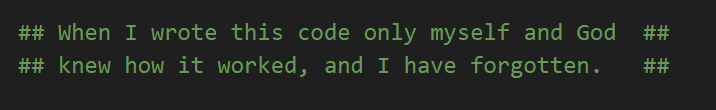 ## When I wrote this code only myself and God  ##
## knew how it worked, and I have forgotten.   ##